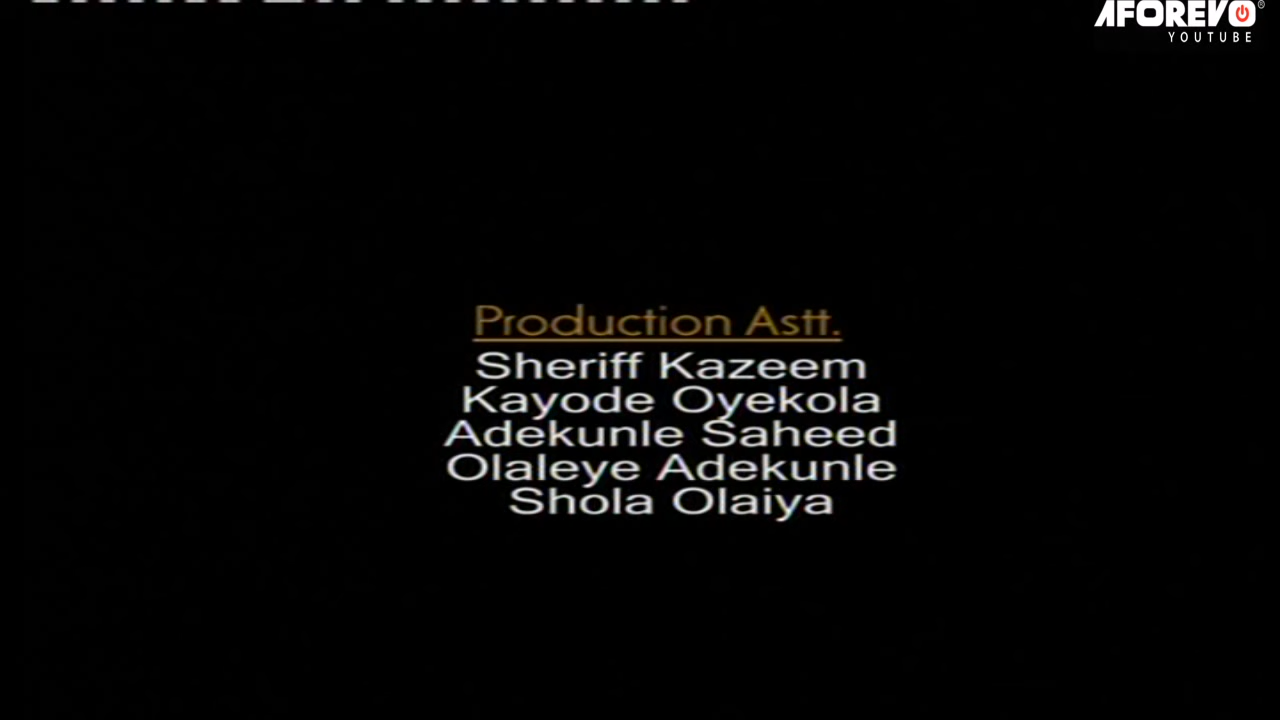 AFOREVO
YOUTUBE
Production Astt.
Sheriff Kazeem
Kayode Oyekola
Adekunle Saheed
Olaleye Adekunle
Shola Olaiya